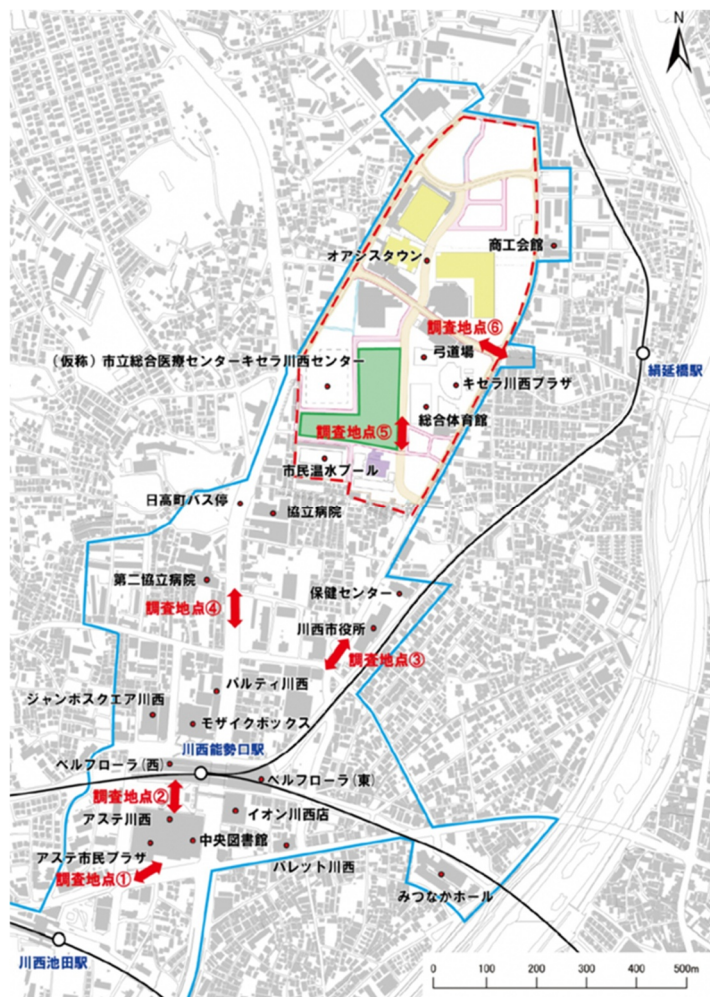 N
商工会館
オアシスタウン
調査地点⑥
弓道場
(仮称)市立総合医療センターキセラ川西センター
絹延橋駅
キセラ川西プラザ
総合体育館
調査地点⑤
市民温水プール
日高町バス停
協立病院
第二協立病院
保健センター
調査地点④
川西市役所
調査地点③
パルティ川西
ジャンボスクエア川西
モザイクボックス
川西能勢口駅
ベルフローラ(西)
ベルフローラ(東)
調査地点②
イオン川西店
アステ川西
中央図書館
アステ市民プラザ
パレット川西
調査地点①
みつなかホール
川西池田駅
0 100 200 300 400 500m